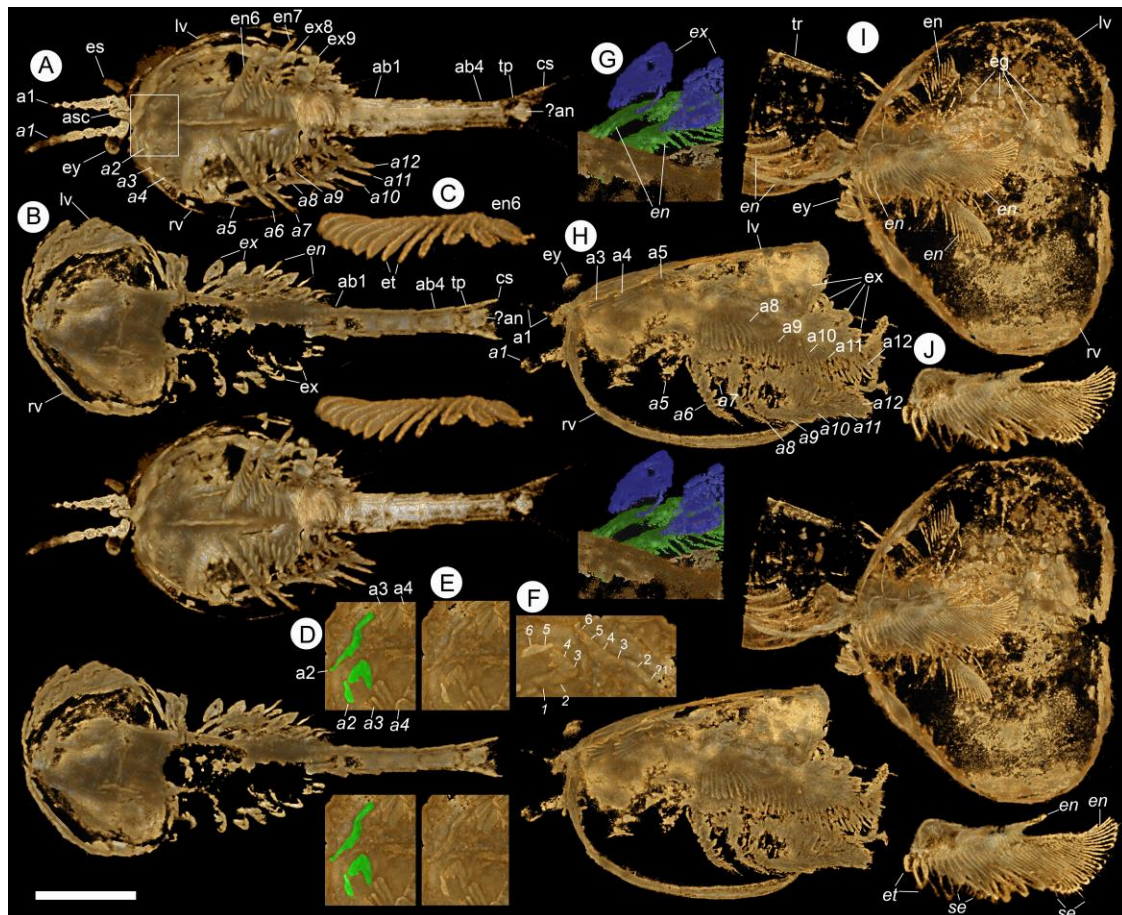 A
lv
en6
en7
ex8
ex9
es
a1
asc
a1
ey
a2
a3
a4
rv
a5
a6
a7
a8
a9
a10
a11
a12
ab1
ab4
tp
cs
?an
B
lv
rv
ex
en
ab1
ab4
tp
cs
?an
ex
C
en6
et
D
a3 a4
a2
a2 a3 a4
E
F
6
5
4
3
2
?1
6
5
4
3
2
1
G
ex
en
H
lv
ey
a3
a4
a5
a1
a1
ex
a8
a9
a10
a11
a12
a5
a6
a7
a8
a9
a10
a11
a12
rv
I
tr
en
eg
lv
en
ey
en
en
en
rv
J
en
en
et
se
se